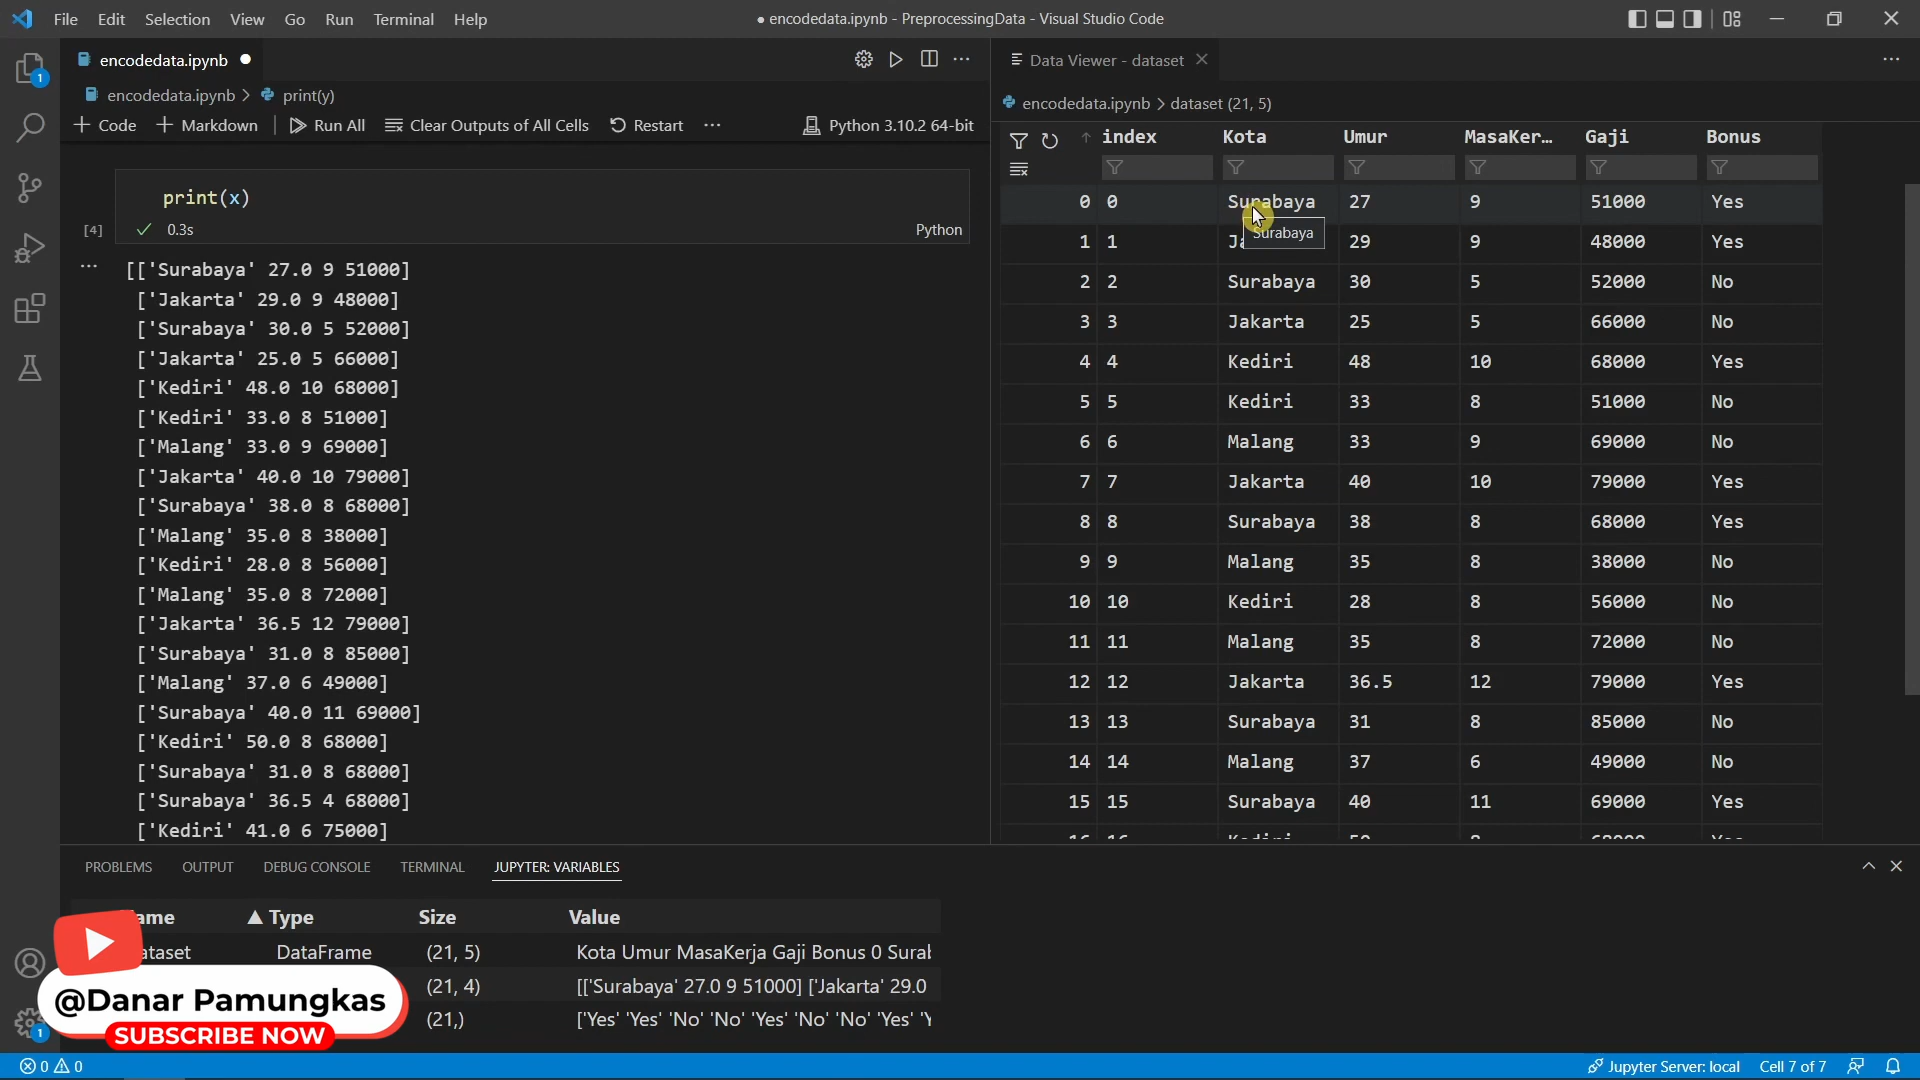 File Edit Selection View Go Run Terminal Help
● encodedata.ipynb - PreprocessingData - Visual Studio Code
encodedata.ipynb
encodedata.ipynb > print(y)
+ Code + Markdown Run All Clear Outputs of All Cells Restart ... Python 3.10.2 64-bit
print(x)
[4] 0.3s Python
[['Surabaya' 27.0 9 51000]
['Jakarta' 29.0 9 48000]
['Surabaya' 30.0 5 52000]
['Jakarta' 25.0 5 66000]
['Kediri' 48.0 10 68000]
['Kediri' 33.0 8 51000]
['Malang' 33.0 9 69000]
['Jakarta' 40.0 10 79000]
['Surabaya' 38.0 8 68000]
['Malang' 35.0 8 38000]
['Kediri' 28.0 8 56000]
['Malang' 35.0 8 72000]
['Jakarta' 36.5 12 79000]
['Surabaya' 31.0 8 85000]
['Malang' 37.0 6 49000]
['Surabaya' 40.0 11 69000]
['Kediri' 50.0 8 68000]
['Surabaya' 31.0 8 68000]
['Surabaya' 36.5 4 68000]
['Kediri' 41.0 6 75000]
Data Viewer - dataset
encodedata.ipynb > dataset (21, 5)
index Kota Umur MasaKer... Gaji Bonus
0 0 Surabaya 27 9 51000 Yes
Surabaya
1 1 29 9 48000 Yes
2 2 Surabaya 30 5 52000 No
3 3 Jakarta 25 5 66000 No
4 4 Kediri 48 10 68000 Yes
5 5 Kediri 33 8 51000 No
6 6 Malang 33 9 69000 No
7 7 Jakarta 40 10 79000 Yes
8 8 Surabaya 38 8 68000 Yes
9 9 Malang 35 8 38000 No
10 10 Kediri 28 8 56000 No
11 11 Malang 35 8 72000 No
12 12 Jakarta 36.5 12 79000 Yes
13 13 Surabaya 31 8 85000 No
14 14 Malang 37 6 49000 No
15 15 Surabaya 40 11 69000 Yes
PROBLEMS OUTPUT DEBUG CONSOLE TERMINAL JUPYTER: VARIABLES
ame ▲ Type Size Value
ataset DataFrame (21, 5) Kota Umur MasaKerja Gaji Bonus 0 Surab
(21, 4) [['Surabaya' 27.0 9 51000] ['Jakarta' 29.0
(21,) ['Yes' 'Yes' 'No' 'No' 'Yes' 'No' 'No' 'Yes' 'Y
@Danar Pamungkas
SUBSCRIBE NOW
0 0 Jupyter Server: local Cell 7 of 7